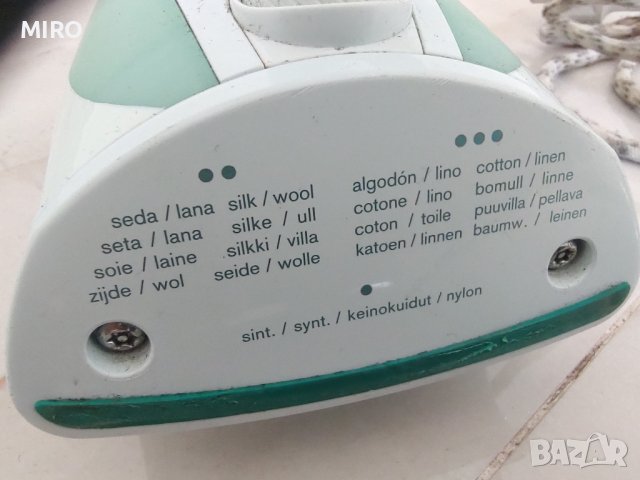 MIRO
●●
seda / lana silk / wool
seta / lana silke / ull
soie / laine silkki / villa
zijde / wol seide / wolle
●●●
algodón / lino cotton / linen
cotone / lino bomull / linne
coton / toile puuvilla / pellava
katoen / linnen baumw. / leinen
●
sint. / synt. / keinokuidut / nylon
BAZAR